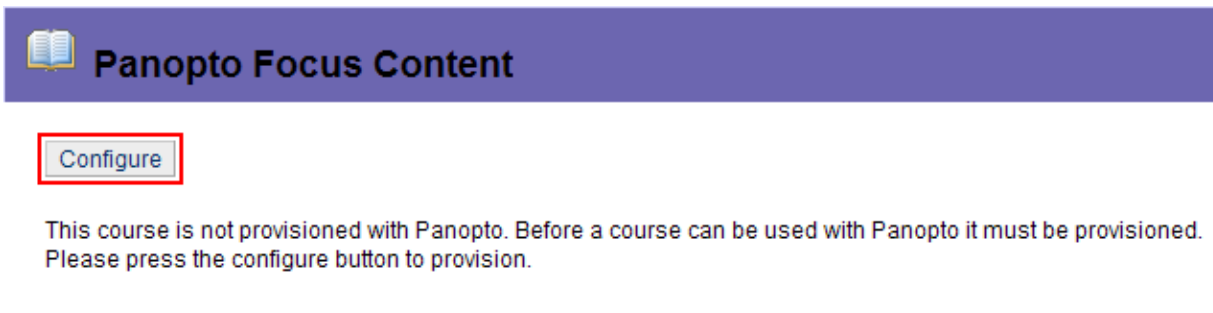 Panopto Focus Content
Configure
This course is not provisioned with Panopto. Before a course can be used with Panopto it must be provisioned.
Please press the configure button to provision.